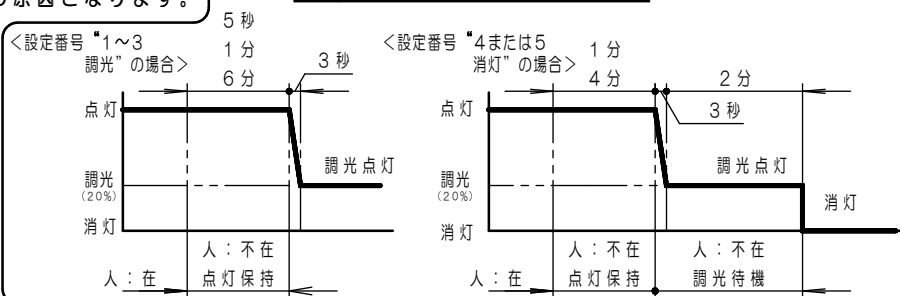 の原因となります。
<設定番号“1〜3
調光”の場合>
5秒
1分
6分
3秒
点灯
調光
(20%)
消灯
調光点灯
人:在
人:不在
点灯保持
<設定番号“4または5
消灯”の場合>
1分
4分
2分
3秒
点灯
調光
(20%)
消灯
調光点灯
消灯
人:在
人:不在
点灯保持
人:不在
調光待機